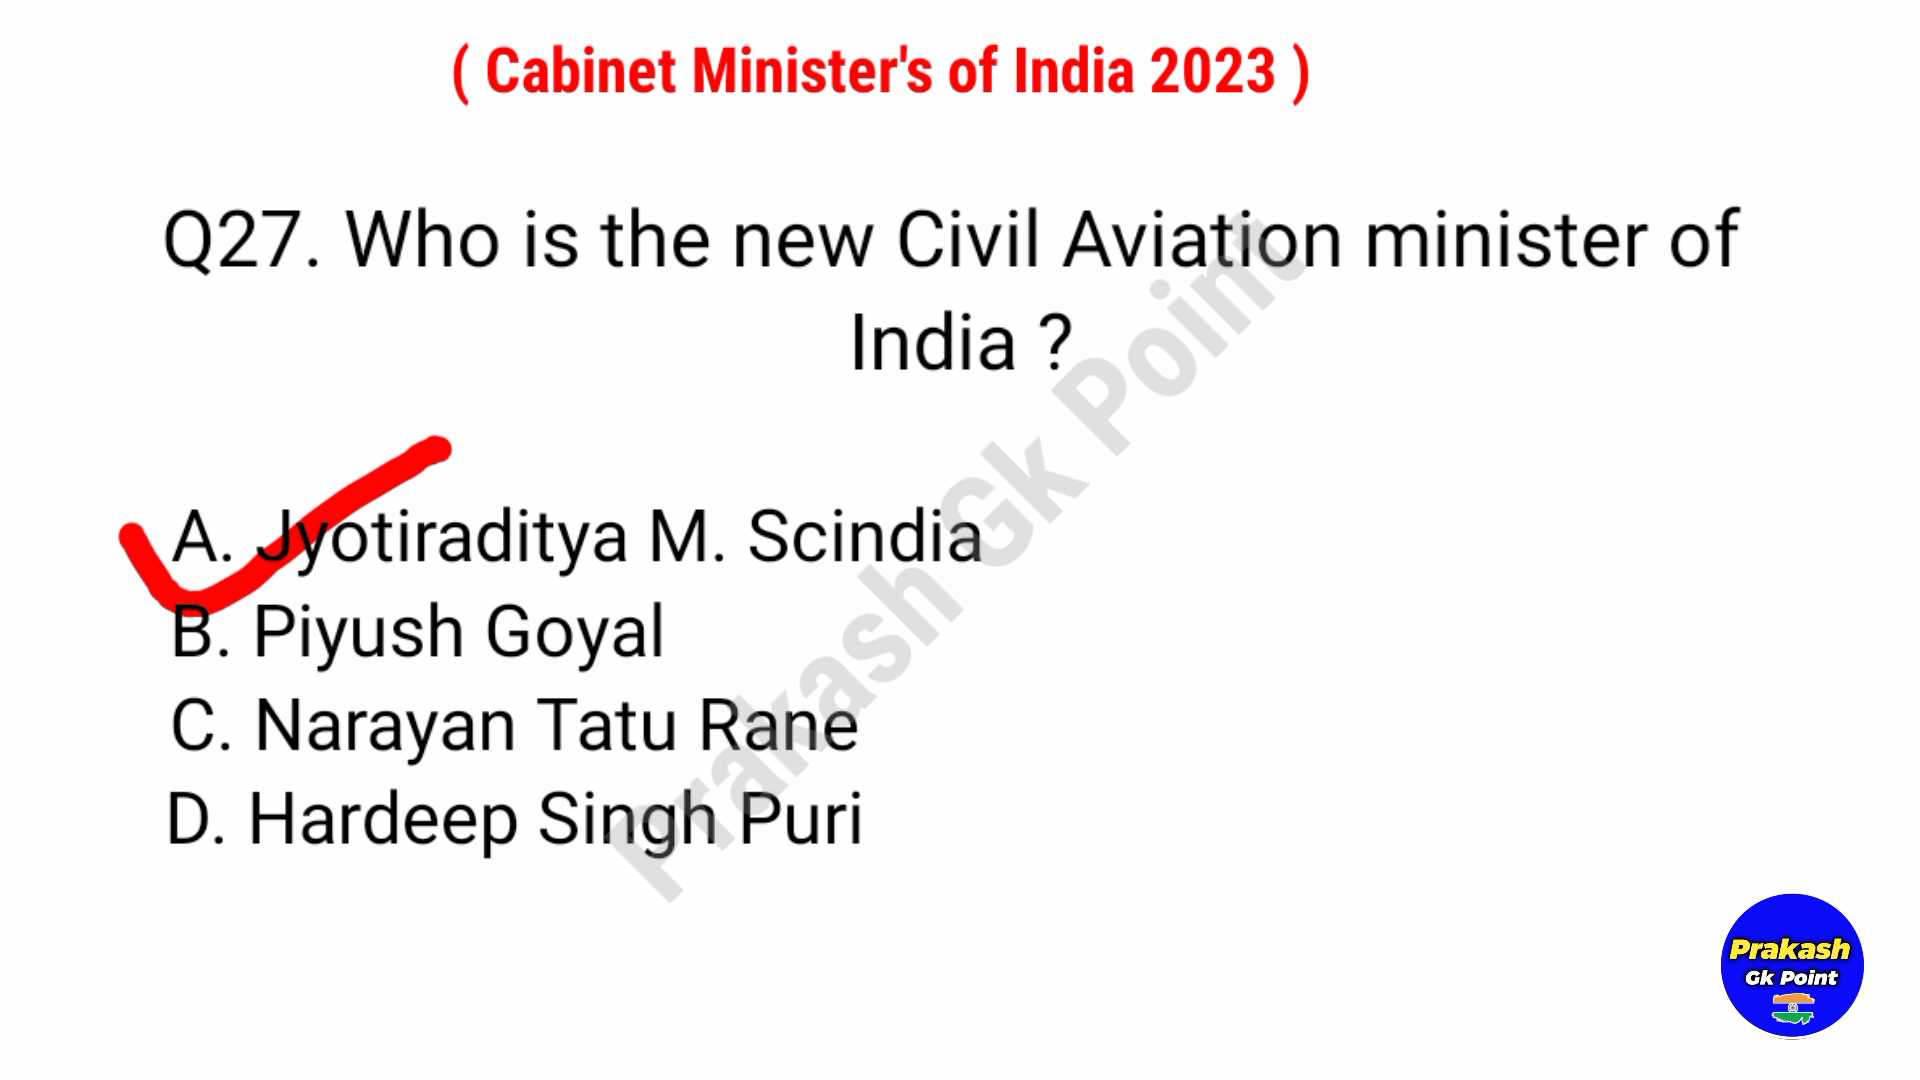 ( Cabinet Minister's of India 2023 )
Q27. Who is the new Civil Aviation minister of
India ?
A. Jyotiraditya M. Scindia
B. Piyush Goyal
C. Narayan Tatu Rane
D. Hardeep Singh Puri
Prakash Gk Point
Prakash
Gk Point